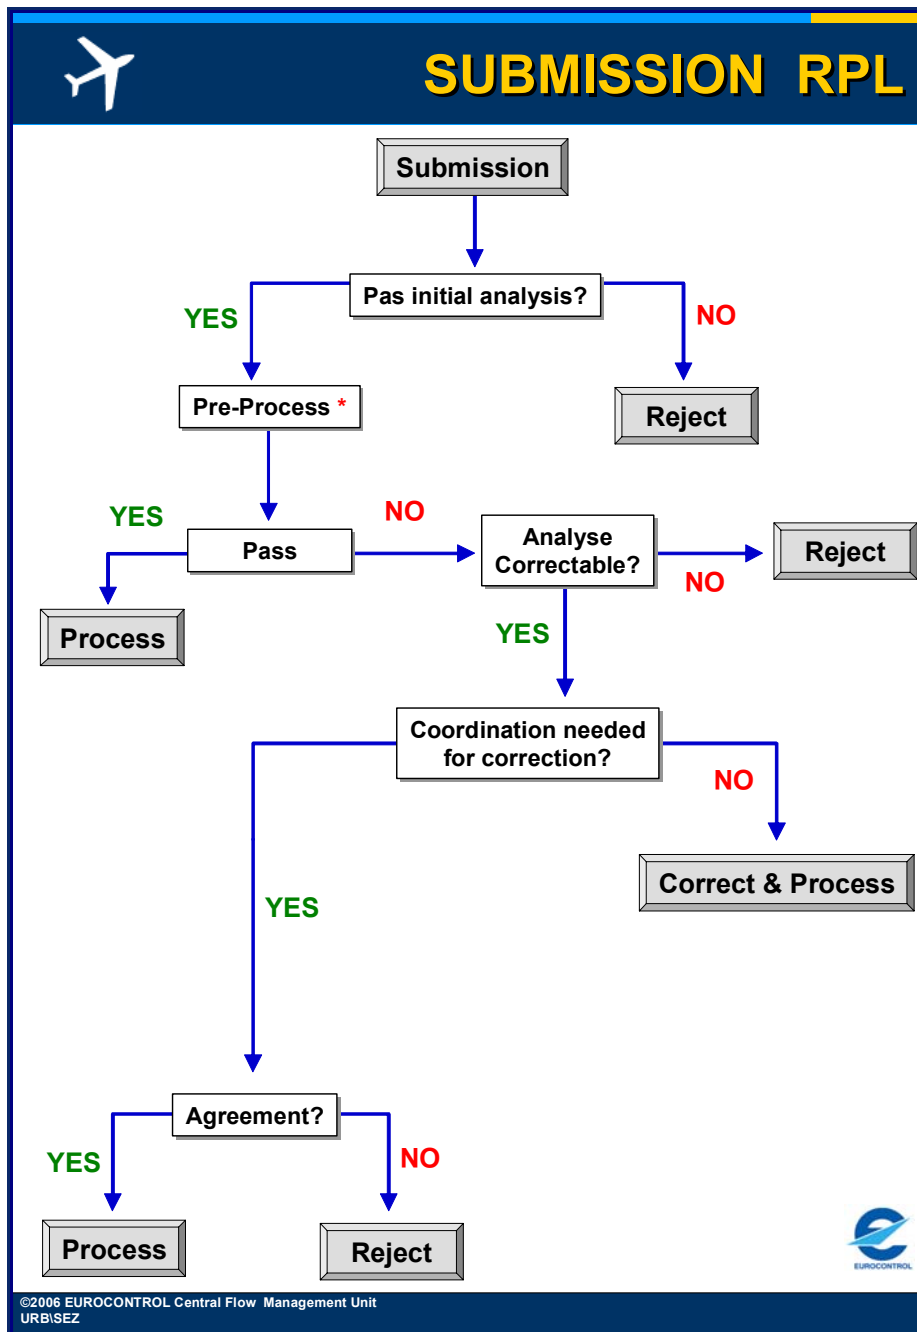 SUBMISSION RPL
Submission
Pas initial analysis?
YES
NO
Pre-Process *
Reject
YES
NO
Pass
Analyse
Correctable?
NO
Reject
Process
YES
Coordination needed
for correction?
NO
Correct & Process
YES
Agreement?
YES
NO
Process
Reject
EUROCONTROL
©2006 EUROCONTROL Central Flow Management Unit
URB\SEZ